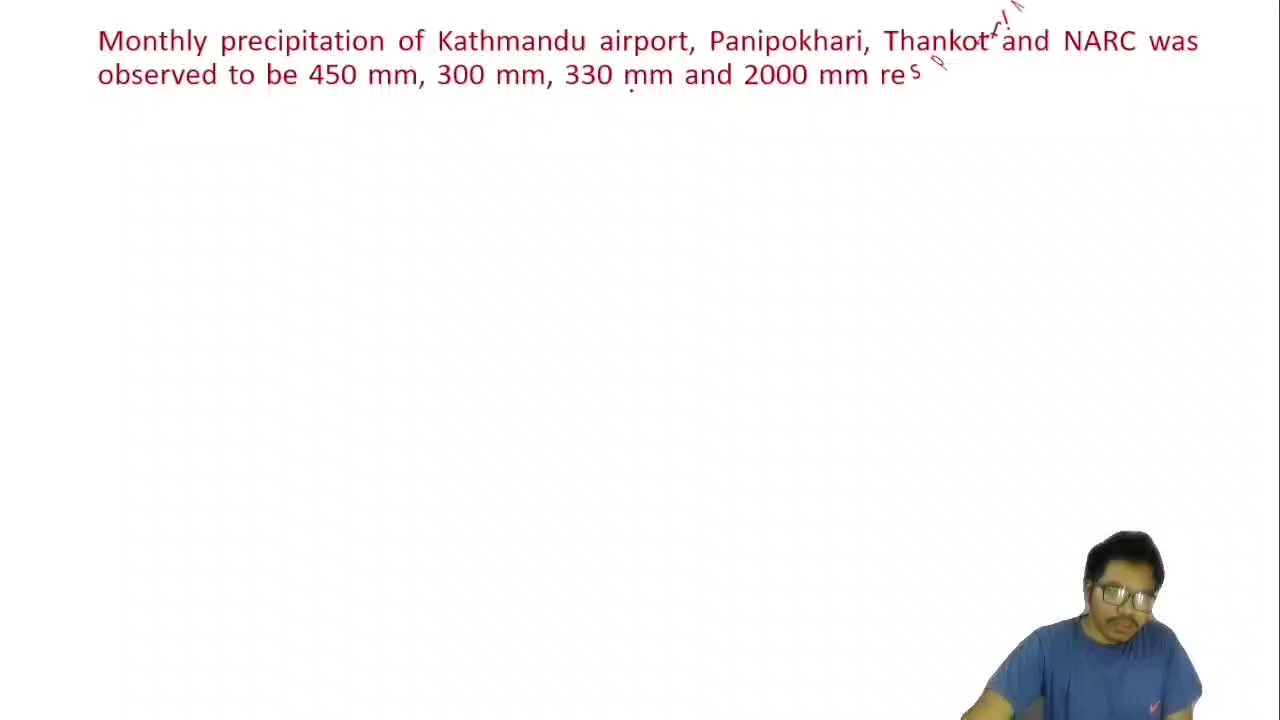 Monthly precipitation of Kathmandu airport, Panipokhari, Thankot and NARC was
observed to be 450 mm, 300 mm, 330 mm and 2000 mm res